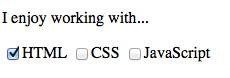 I enjoy working with...
HTML CSS JavaScript